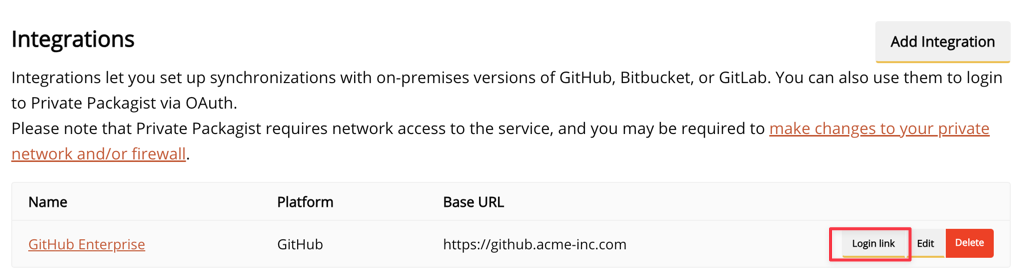 Integrations
Add Integration
Integrations let you set up synchronizations with on-premises versions of GitHub, Bitbucket, or GitLab. You can also use them to login
to Private Packagist via OAuth.
Please note that Private Packagist requires network access to the service, and you may be required to make changes to your private
network and/or firewall.
Name Platform Base URL
GitHub Enterprise GitHub https://github.acme-inc.com Login link Edit Delete